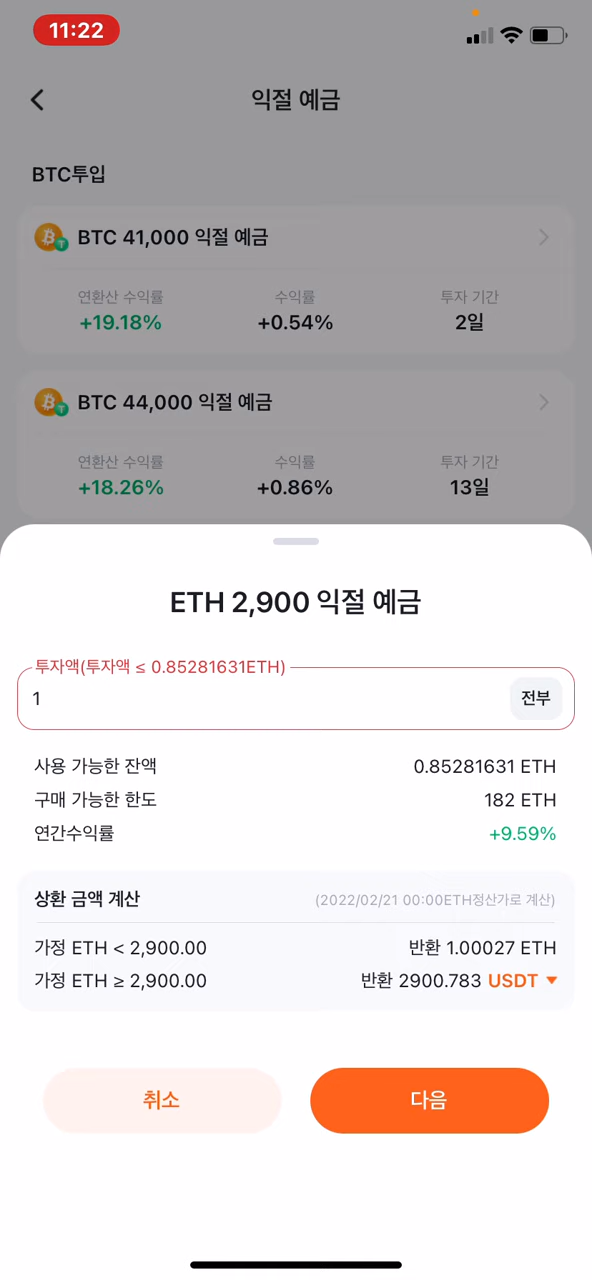 11:22
익절 예금
BTC투입
BTC 41,000 익절 예금
연환산 수익률 수익률 투자 기간
+19.18% +0.54% 2일
BTC 44,000 익절 예금
연환산 수익률 수익률 투자 기간
+18.26% +0.86% 13일
ETH 2,900 익절 예금
투자액(투자액 ≤ 0.85281631ETH)
1 전부
사용 가능한 잔액 0.85281631 ETH
구매 가능한 한도 182 ETH
연간수익률 +9.59%
상환 금액 계산 (2022/02/21 00:00ETH정산가로 계산)
가정 ETH < 2,900.00 반환 1.00027 ETH
가정 ETH ≥ 2,900.00 반환 2900.783 USDT
취소 다음